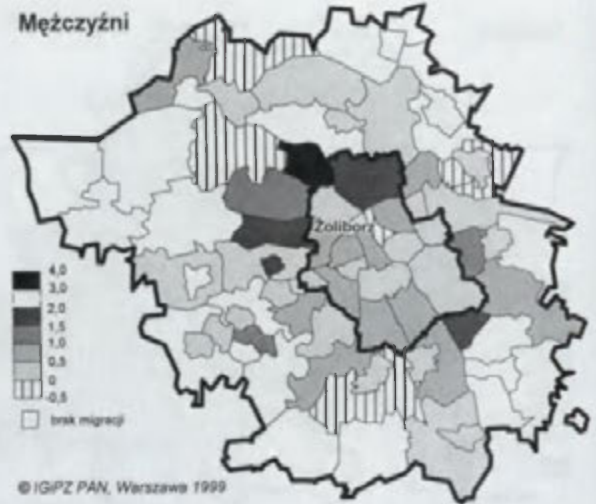 Mężczyźni
Żoliborz
4,0
3,0
2,0
1,5
1,0
0,5
0
-0,5
brak migracji
© IGiPZ PAN, Warszawa 1999